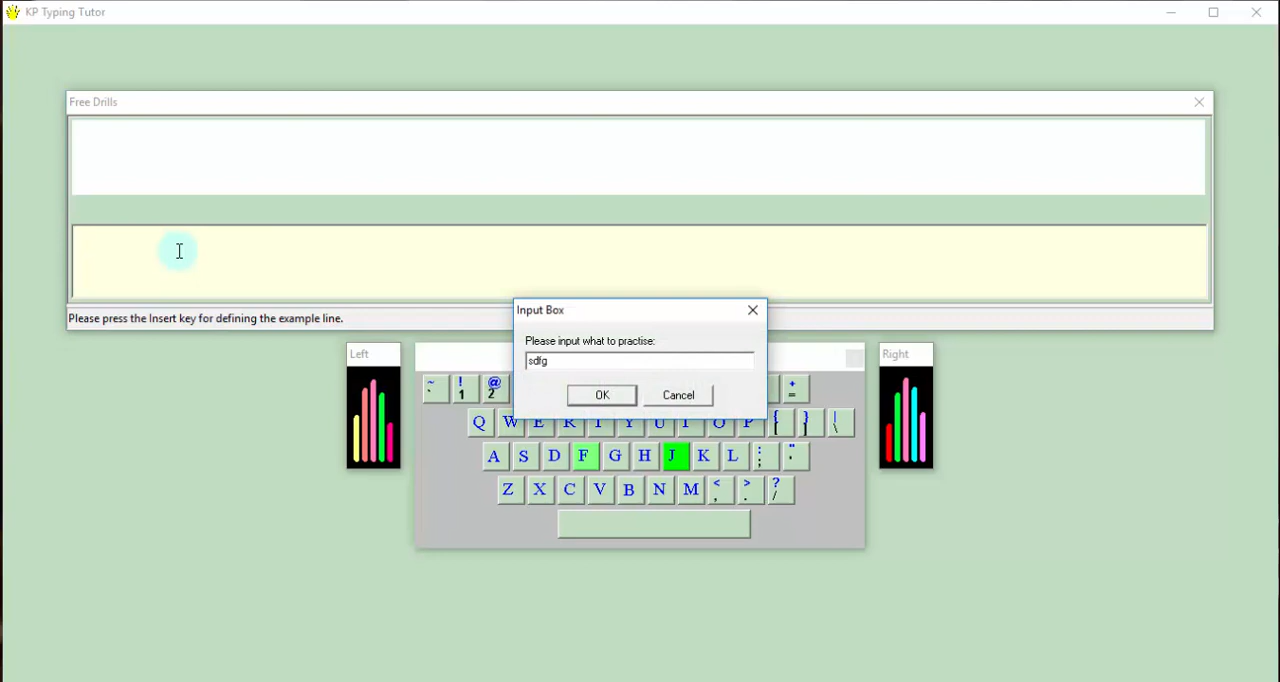 KP Typing Tutor
Free Drills
Please press the Insert key for defining the example line.
Input Box
Please input what to practise:
sdfg
OK Cancel
Left
Right
~ ! @ +
` 1 2 =
Q W E R T Y U I O P { } |
[ ] \
A S D F G H J K L : "
; '
Z X C V B N M < > ?
, . /